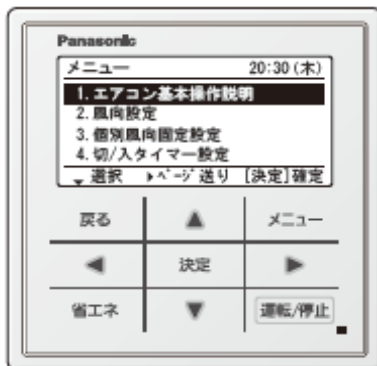 Panasonic
メニュー 20:30(木)
1. エアコン基本操作説明
2.風向設定
3. 個別風向固定設定
4. 切/入タイマー設定
選択 ▸ページ送り [決定]確定
戻る ▲ メニュー
◀ 決定 ▶
省エネ ▼ 運転/停止